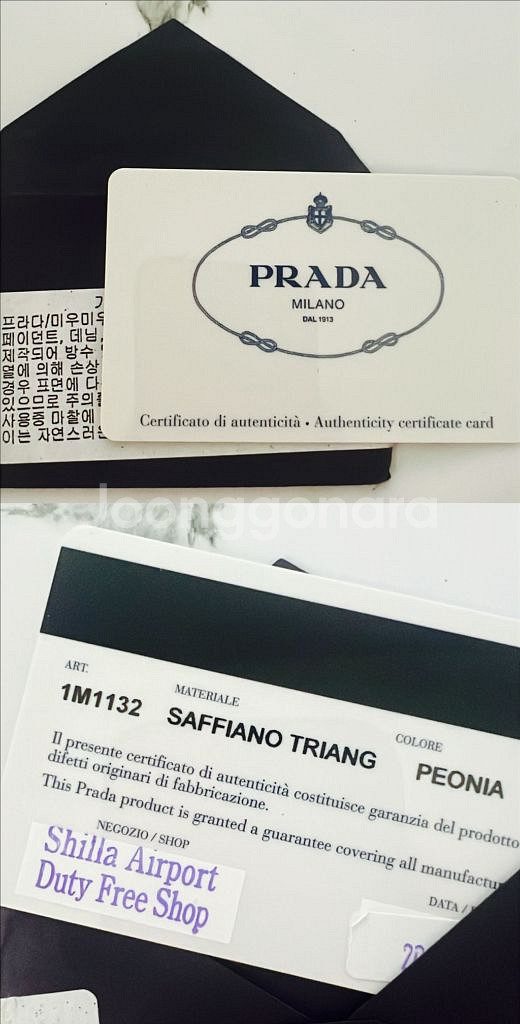 PRADA
MILANO
DAL 1913
Certificato di autenticità • Authenticity certificate card
프라다/미우미우
페이던트, 데님,
제작되어 방수
열에 의해 손상
경우 표면에 다
있으므로 주의를
사용중 마찰에
이는 자연스러운
Joonggonara
ART.
1M1132
MATERIALE
SAFFIANO TRIANG
COLORE
PEONIA
Il presente certificato di autenticità costituisce garanzia del prodotto
difetti originari di fabbricazione.
This Prada product is granted a guarantee covering all manufactu
NEGOZIO / SHOP
Shilla Airport
Duty Free Shop
DATA /
20